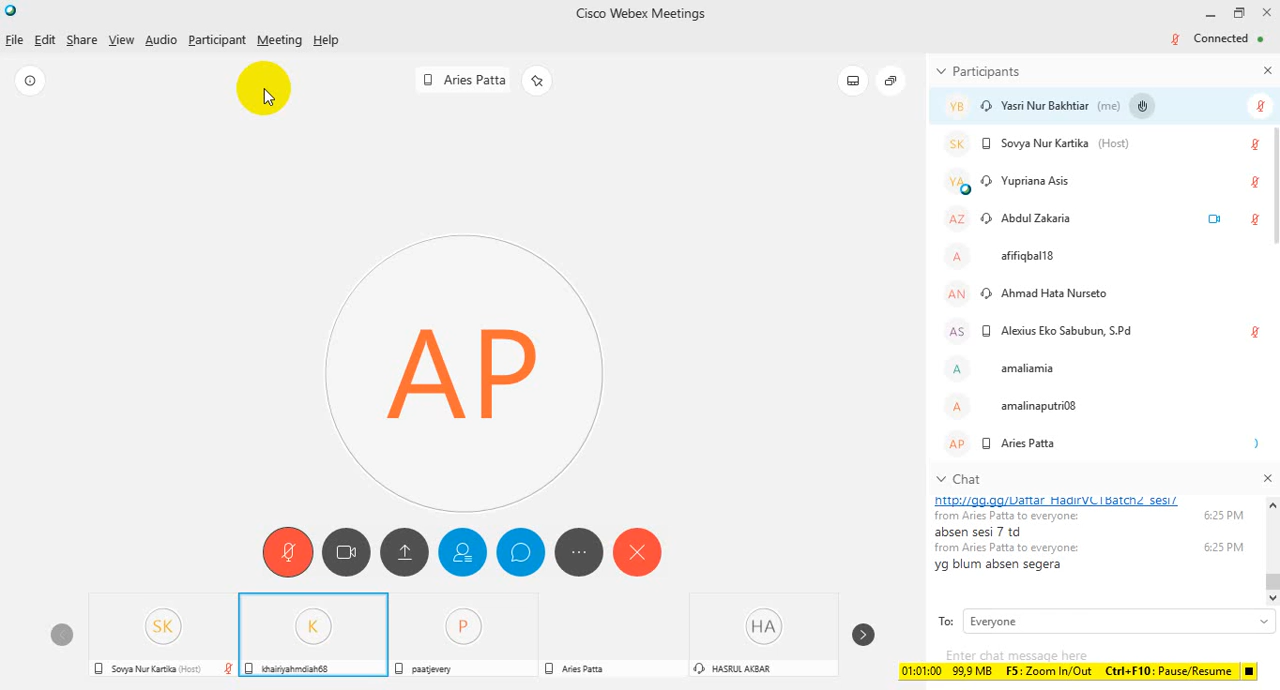 Cisco Webex Meetings
File Edit Share View Audio Participant Meeting Help
Connected
Aries Patta
AP
Participants
YB Yasri Nur Bakhtiar (me)
SK Sovya Nur Kartika (Host)
YA Yupriana Asis
AZ Abdul Zakaria
A afifiqbal18
AN Ahmad Hata Nurseto
AS Alexius Eko Sabubun, S.Pd
A amaliamia
A amalinaputri08
AP Aries Patta
Chat
http://gg.gg/Daftar_HadirVCTBatch2_sesi7
from Aries Patta to everyone: 6:25 PM
absen sesi 7 td
from Aries Patta to everyone: 6:25 PM
yg blum absen segera
To: Everyone
Enter chat message here
SK
Sovya Nur Kartika (Host)
K
khairiyahmdiah68
P
paatjevery
Aries Patta
HA
HASRUL AKBAR
01:01:00 99,9 MB F5: Zoom In/Out Ctrl+F10: Pause/Resume